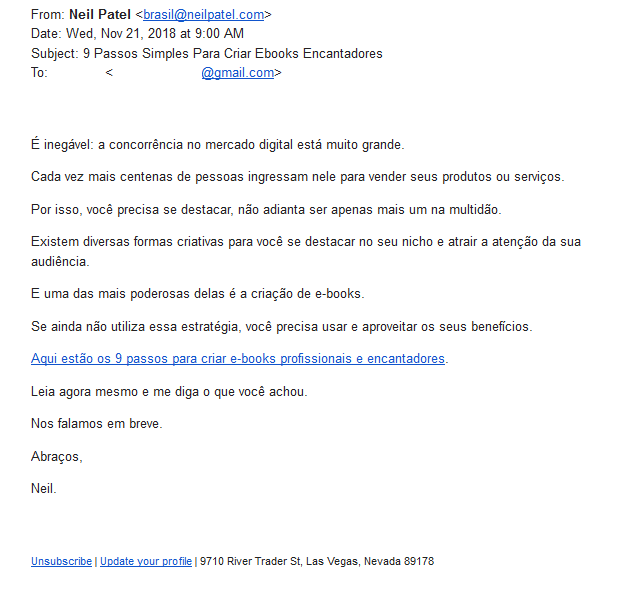 From: Neil Patel <brasil@neilpatel.com>
Date: Wed, Nov 21, 2018 at 9:00 AM
Subject: 9 Passos Simples Para Criar Ebooks Encantadores
To: < @gmail.com>
É inegável: a concorrência no mercado digital está muito grande.
Cada vez mais centenas de pessoas ingressam nele para vender seus produtos ou serviços.
Por isso, você precisa se destacar, não adianta ser apenas mais um na multidão.
Existem diversas formas criativas para você se destacar no seu nicho e atrair a atenção da sua
audiência.
E uma das mais poderosas delas é a criação de e-books.
Se ainda não utiliza essa estratégia, você precisa usar e aproveitar os seus benefícios.
Aqui estão os 9 passos para criar e-books profissionais e encantadores.
Leia agora mesmo e me diga o que você achou.
Nos falamos em breve.
Abraços,
Neil.
Unsubscribe | Update your profile | 9710 River Trader St, Las Vegas, Nevada 89178